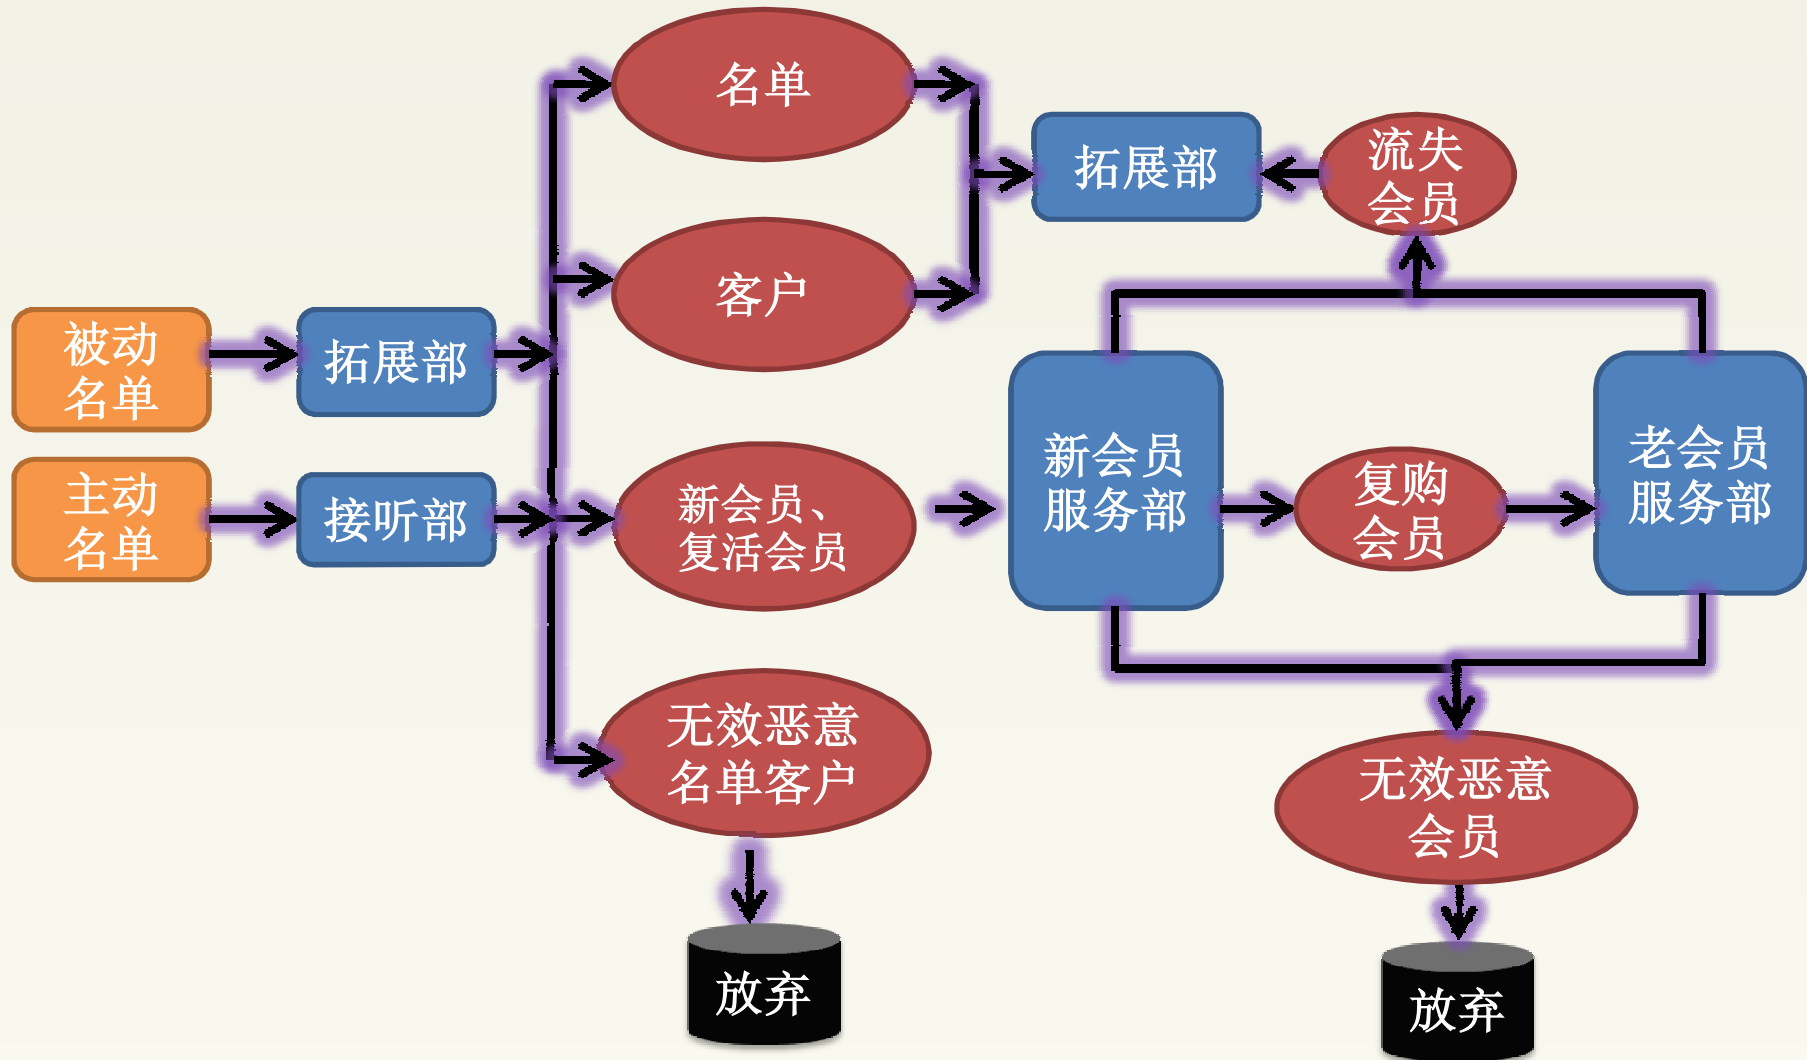 名单
客户
新会员、
复活会员
无效恶意
名单客户
放弃
被动
名单
主动
名单
拓展部
接听部
拓展部
流失
会员
新会员
服务部
复购
会员
老会员
服务部
无效恶意
会员
放弃